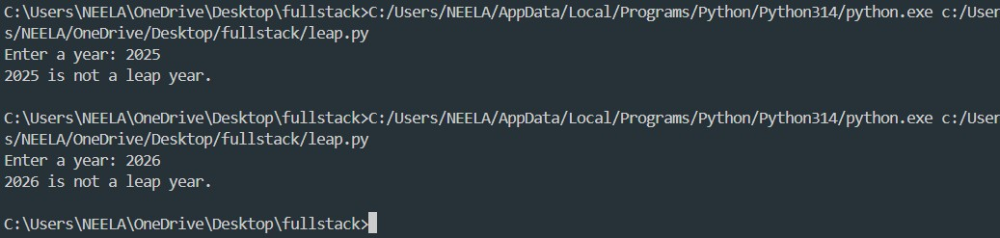 C:\Users\NEELA\OneDrive\Desktop\fullstack>C:/Users/NEELA/AppData/Local/Programs/Python/Python314/python.exe c:/User
s/NEELA/OneDrive/Desktop/fullstack/leap.py
Enter a year: 2025
2025 is not a leap year.
C:\Users\NEELA\OneDrive\Desktop\fullstack>C:/Users/NEELA/AppData/Local/Programs/Python/Python314/python.exe c:/User
s/NEELA/OneDrive/Desktop/fullstack/leap.py
Enter a year: 2026
2026 is not a leap year.
C:\Users\NEELA\OneDrive\Desktop\fullstack>